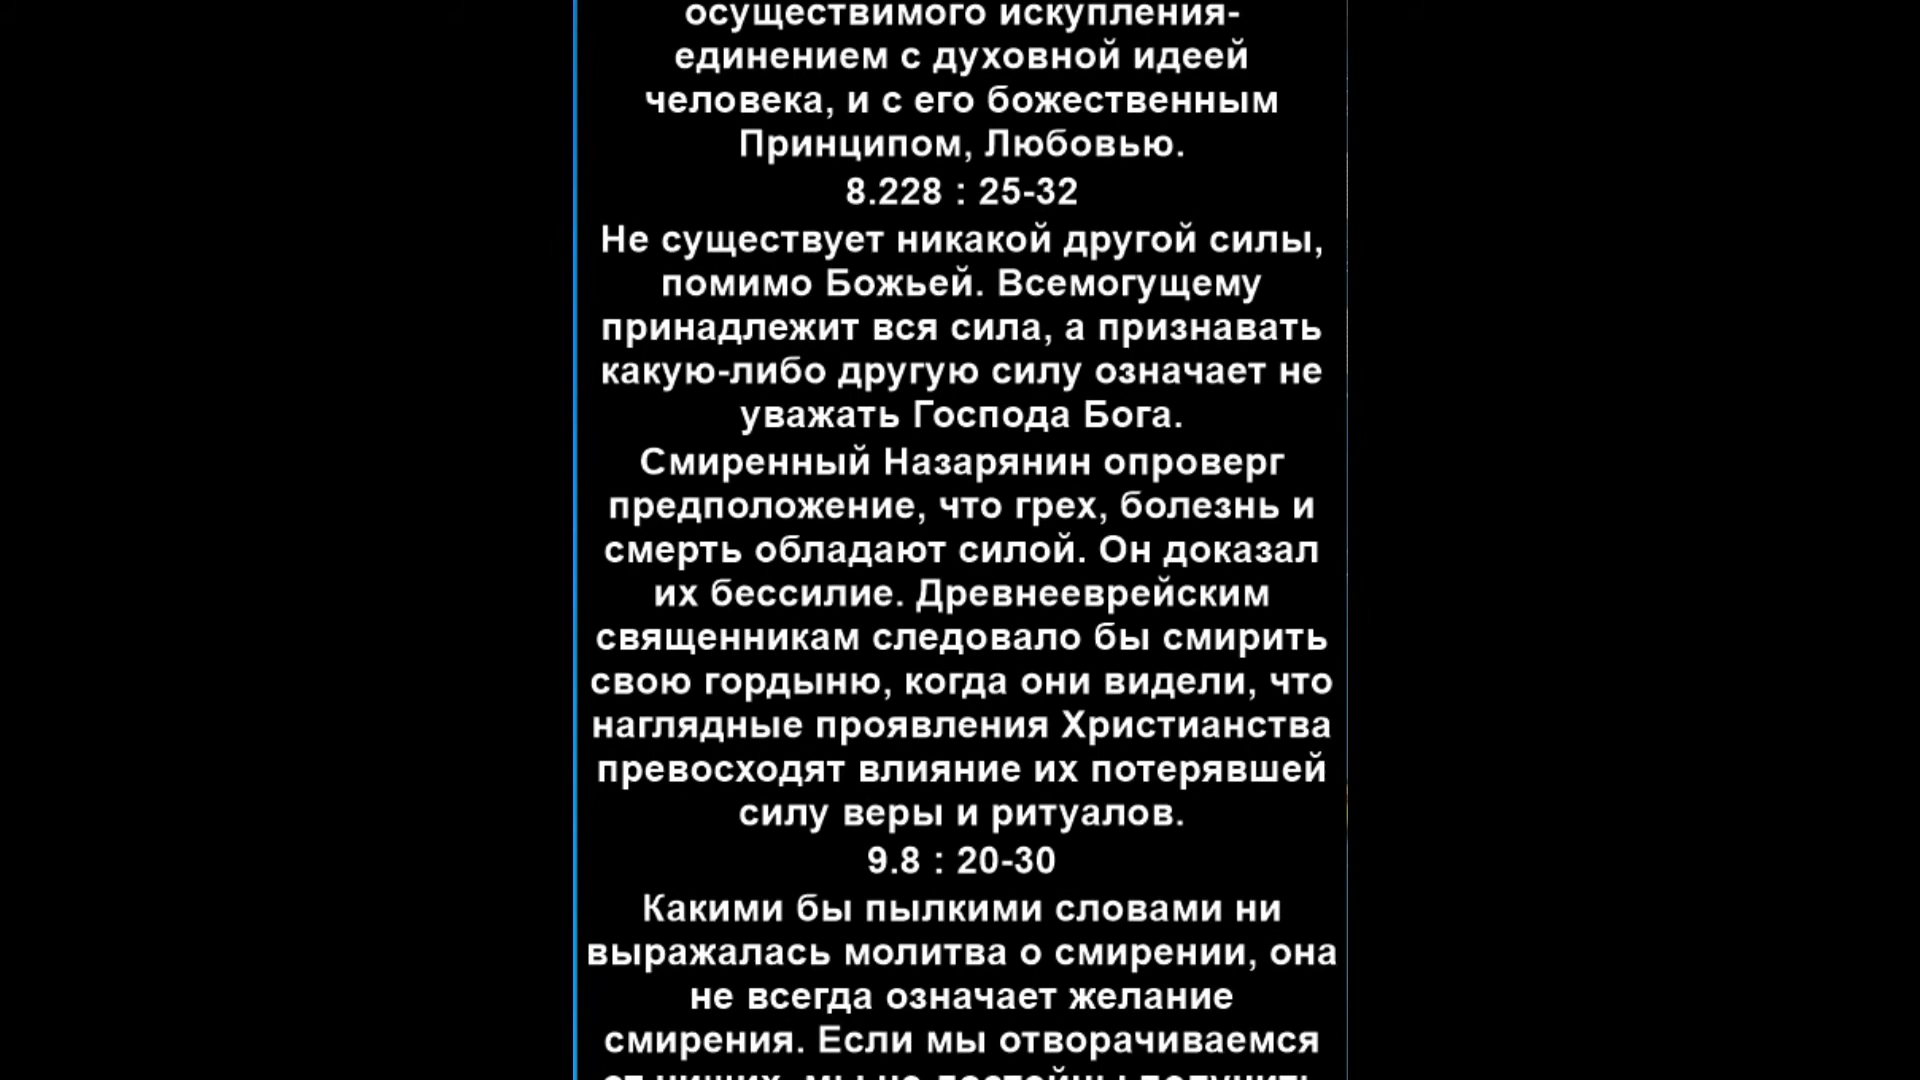 осуществимого искупления-
единением с духовной идеей
человека, и с его божественным
Принципом, Любовью.
8.228 : 25-32
Не существует никакой другой силы,
помимо Божьей. Всемогущему
принадлежит вся сила, а признавать
какую-либо другую силу означает не
уважать Господа Бога.
Смиренный Назарянин опроверг
предположение, что грех, болезнь и
смерть обладают силой. Он доказал
их бессилие. Древнееврейским
священникам следовало бы смирить
свою гордыню, когда они видели, что
наглядные проявления Христианства
превосходят влияние их потерявшей
силу веры и ритуалов.
9.8 : 20-30
Какими бы пылкими словами ни
выражалась молитва о смирении, она
не всегда означает желание
смирения. Если мы отворачиваемся